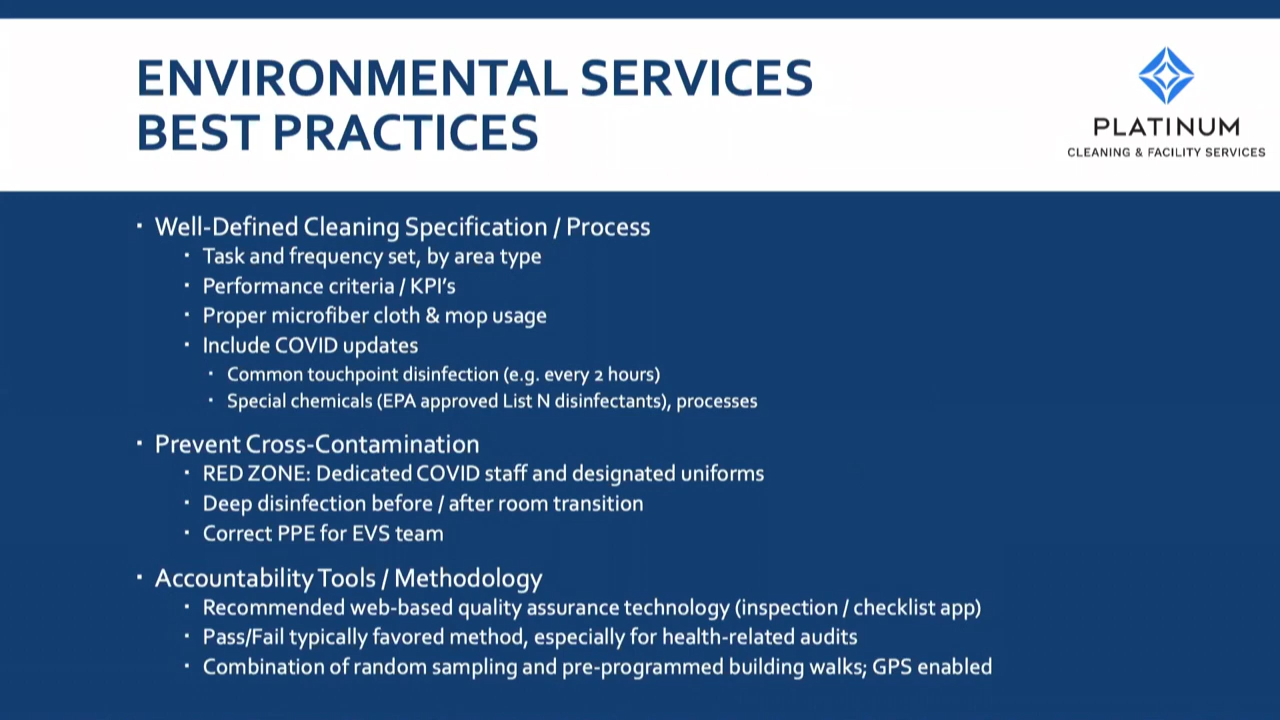 ENVIRONMENTAL SERVICES
BEST PRACTICES
PLATINUM
CLEANING & FACILITY SERVICES
· Well-Defined Cleaning Specification / Process
· Task and frequency set, by area type
· Performance criteria / KPI's
· Proper microfiber cloth & mop usage
· Include COVID updates
· Common touchpoint disinfection (e.g. every 2 hours)
· Special chemicals (EPA approved List N disinfectants), processes
· Prevent Cross-Contamination
· RED ZONE: Dedicated COVID staff and designated uniforms
· Deep disinfection before / after room transition
· Correct PPE for EVS team
· Accountability Tools / Methodology
· Recommended web-based quality assurance technology (inspection / checklist app)
· Pass/Fail typically favored method, especially for health-related audits
· Combination of random sampling and pre-programmed building walks; GPS enabled